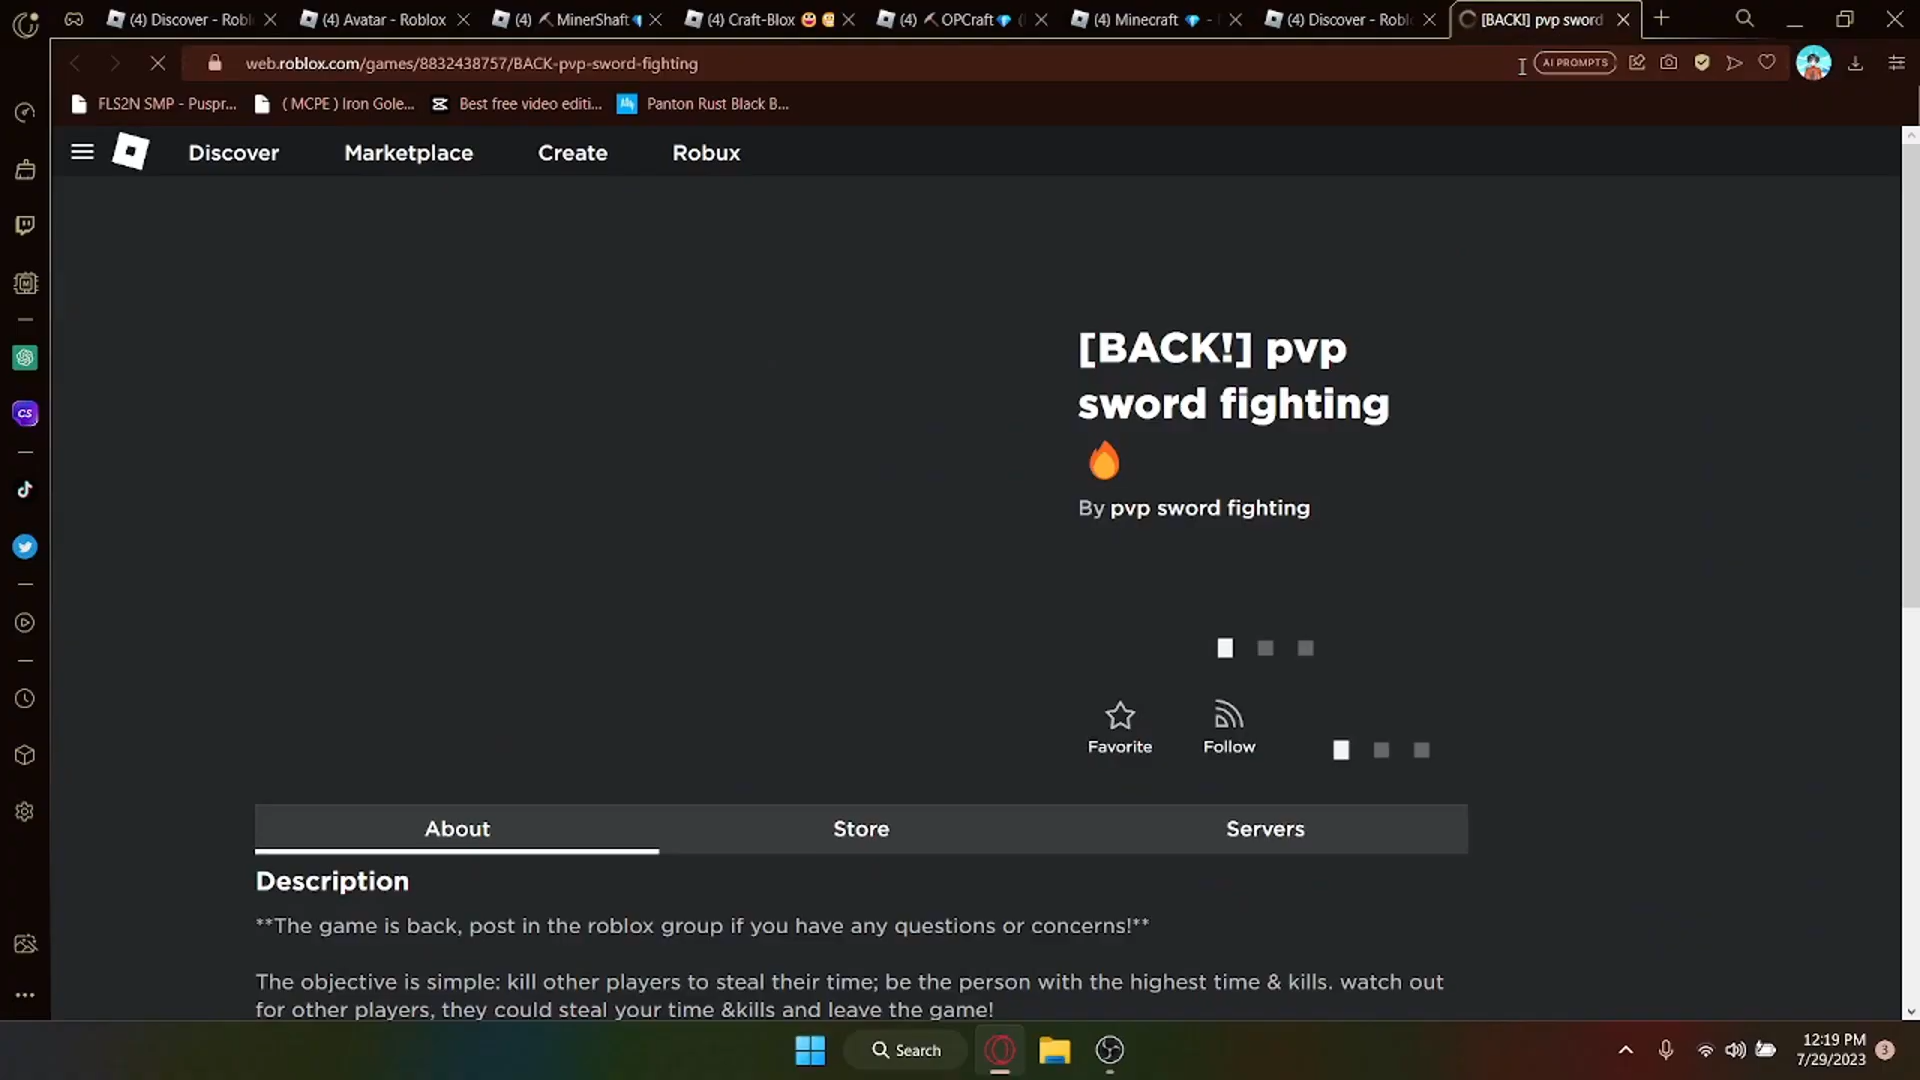 (4) Discover - Robl
(4) Avatar - Roblox
(4) ⛏MinerShaft
(4) Craft-Blox
(4) ⛏OPCraft
(4) Minecraft 💎 -
(4) Discover - Robl
[BACK!] pvp sword
web.roblox.com/games/8832438757/BACK-pvp-sword-fighting
AI PROMPTS
FLS2N SMP - Puspr...
( MCPE ) Iron Gole...
Best free video editi...
Panton Rust Black B...
Discover
Marketplace
Create
Robux
CS
[BACK!] pvp
sword fighting
🔥
By pvp sword fighting
Favorite
Follow
About
Store
Servers
Description
**The game is back, post in the roblox group if you have any questions or concerns!**
The objective is simple: kill other players to steal their time; be the person with the highest time & kills. watch out
for other players, they could steal your time &kills and leave the game!
Search
12:19 PM
7/29/2023
3